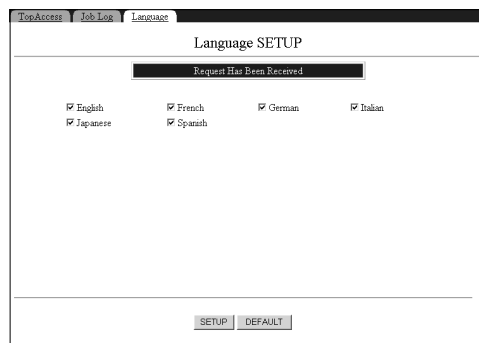 TopAccess Job Log Language
Language SETUP
Request Has Been Received
English French German Italian
Japanese Spanish
SETUP DEFAULT